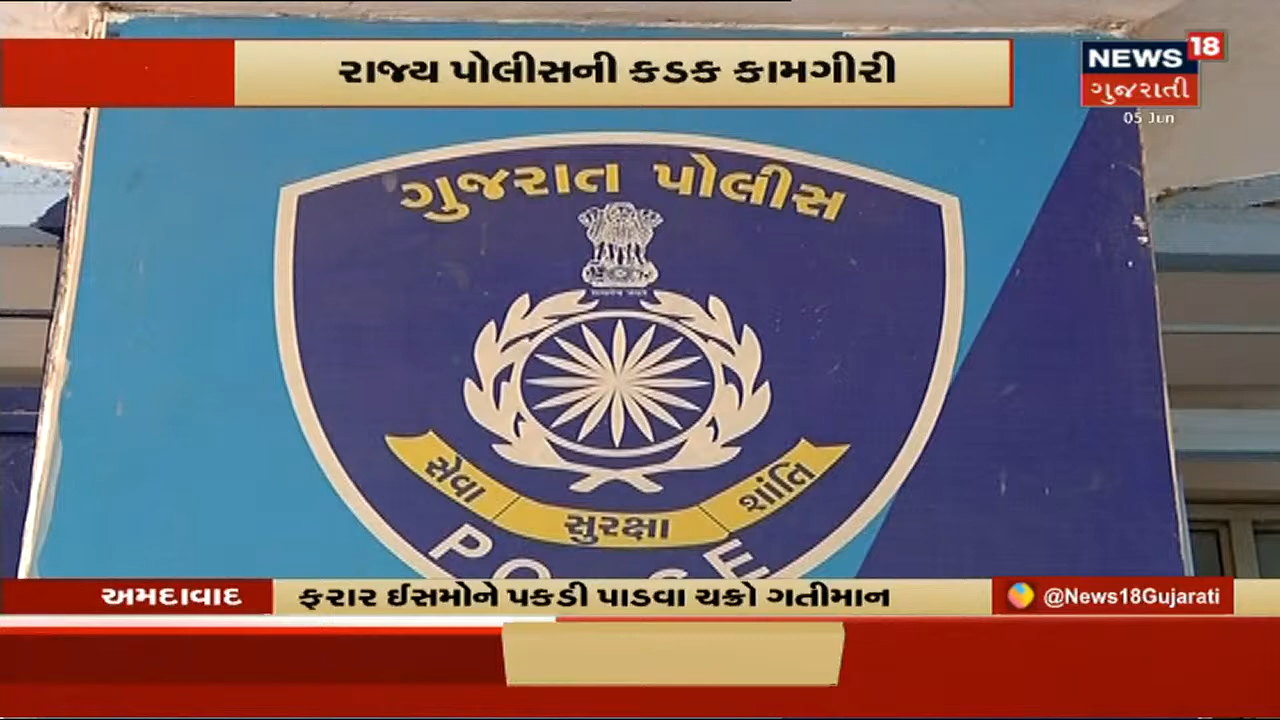 રાજ્ય પોલીસની કડક કામગીરી
NEWS 18
ગુજરાતી
05 Jun
ગુજરાત પોલીસ
સેવા સુરક્ષા શાંતિ
અમદાવાદ
ફરાર ઈસમોને પકડી પાડવા ચક્રો ગતીમાન
@News18Gujarati